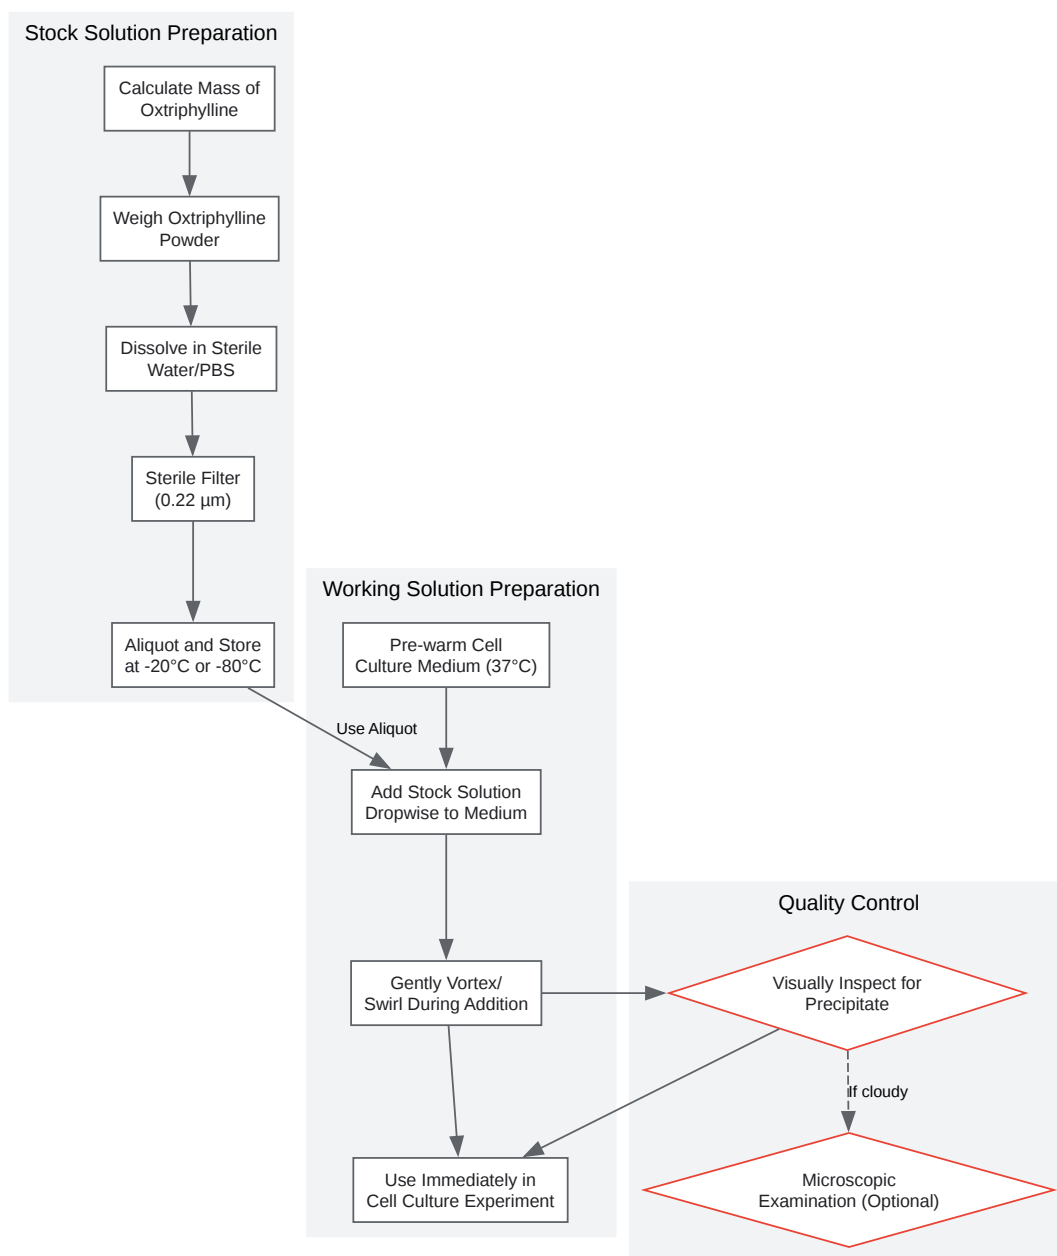 Stock Solution Preparation
Calculate Mass of
Oxtriphylline
Weigh Oxtriphylline
Powder
Dissolve in Sterile
Water/PBS
Sterile Filter
(0.22 µm)
Aliquot and Store
at -20°C or -80°C
Use Aliquot
Working Solution Preparation
Pre-warm Cell
Culture Medium (37°C)
Add Stock Solution
Dropwise to Medium
Gently Vortex/
Swirl During Addition
Use Immediately in
Cell Culture Experiment
Quality Control
Visually Inspect for
Precipitate
If cloudy
Microscopic
Examination (Optional)